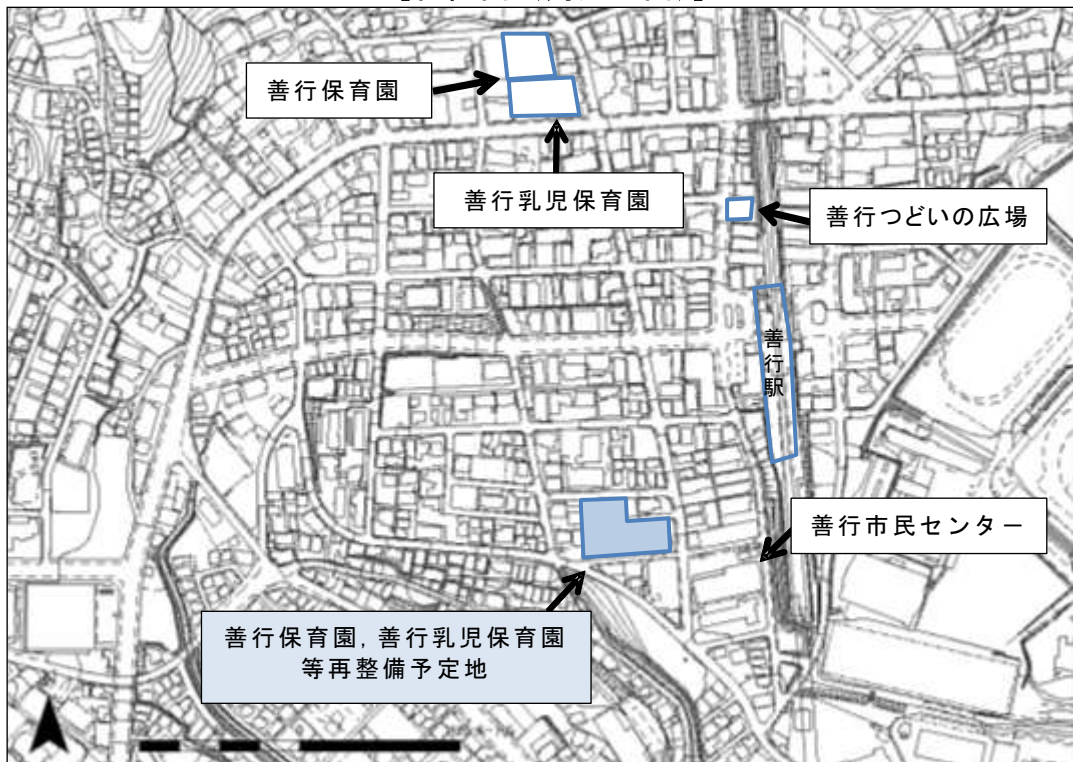 善行保育園
善行乳児保育園
善行つどいの広場
善行駅
善行市民センター
善行保育園，善行乳児保育園
等再整備予定地